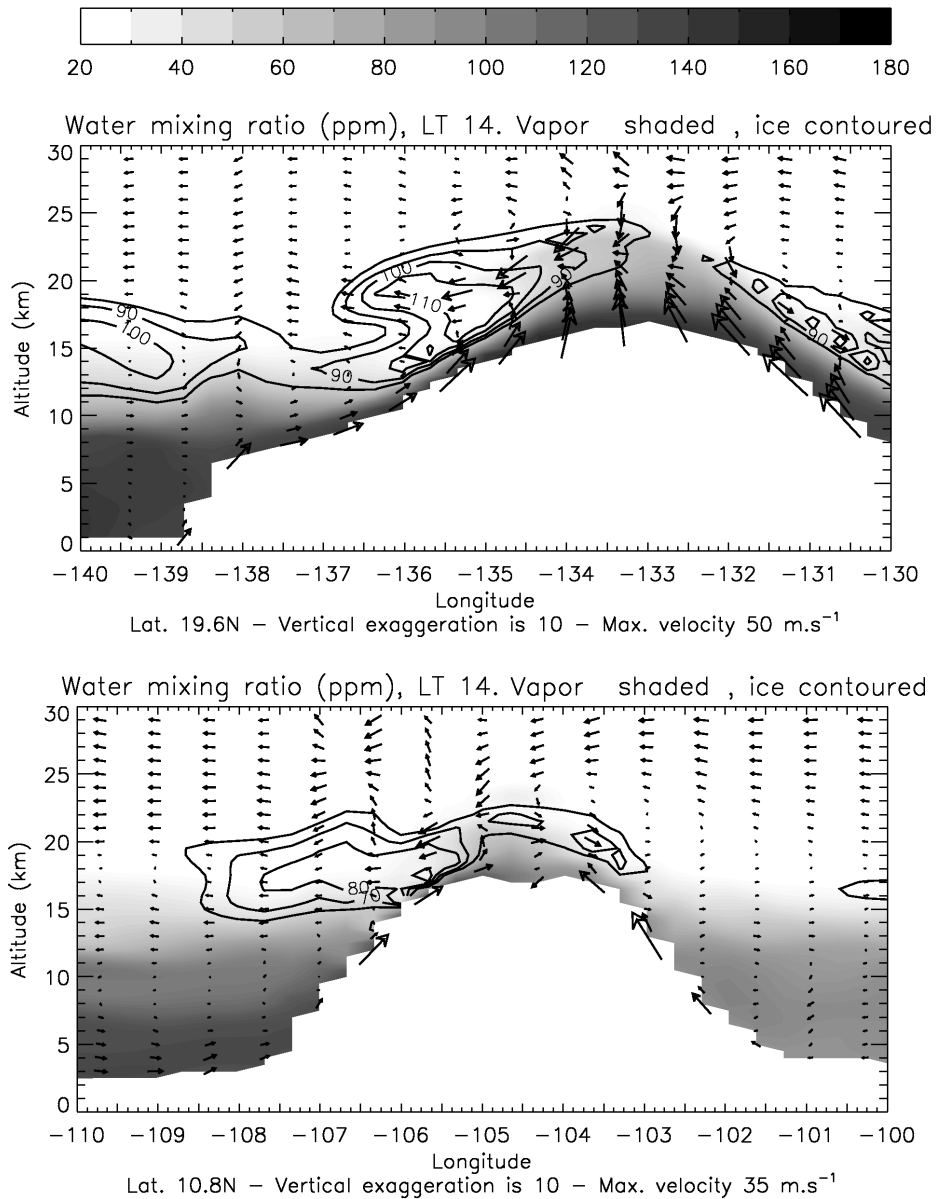 20 40 60 80 100 120 140 160 180
Water mixing ratio (ppm), LT 14. Vapor shaded , ice contoured
30
25
20
15
10
5
0
Altitude (km)
90
100
100
110
90
90
90
−140 −139 −138 −137 −136 −135 −134 −133 −132 −131 −130
Longitude
Lat. 19.6N − Vertical exaggeration is 10 − Max. velocity 50 m.s⁻¹
Water mixing ratio (ppm), LT 14. Vapor shaded , ice contoured
30
25
20
15
10
5
0
Altitude (km)
80
70
−110 −109 −108 −107 −106 −105 −104 −103 −102 −101 −100
Longitude
Lat. 10.8N − Vertical exaggeration is 10 − Max. velocity 35 m.s⁻¹